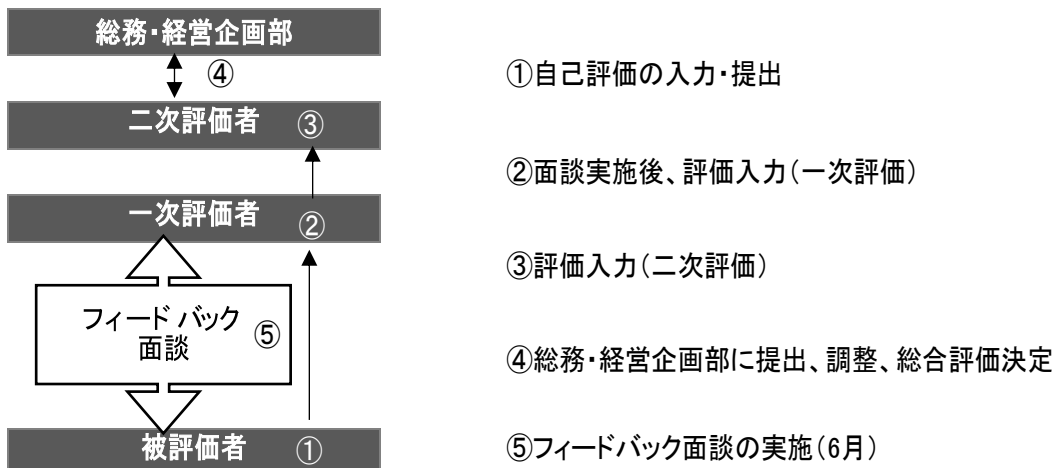 総務・経営企画部
④
①自己評価の入力・提出
二次評価者 ③
②面談実施後、評価入力(一次評価)
一次評価者 ②
③評価入力(二次評価)
フィード バック
面談
⑤
④総務・経営企画部に提出、調整、総合評価決定
被評価者 ①
⑤フィードバック面談の実施(6月)